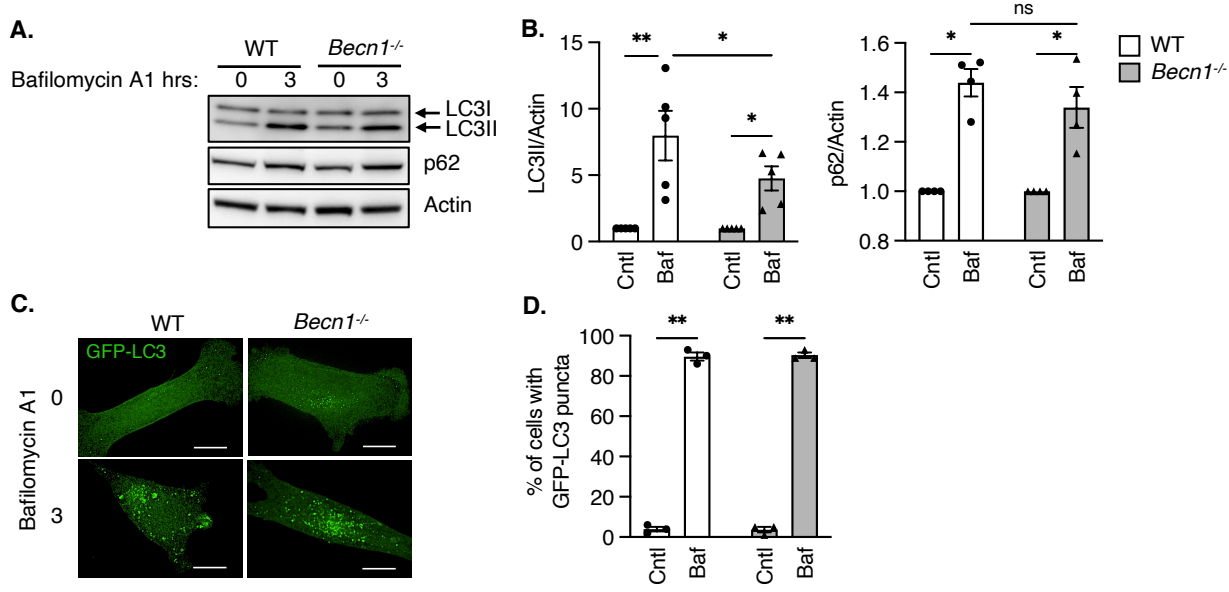 A.
WT Becn1-/-
Bafilomycin A1 hrs: 0 3 0 3
LC3I
LC3II
p62
Actin
B.
** * *
15
10
5
0
LC3II/Actin
Cntl Baf Cntl Baf
ns
* *
1.6
1.4
1.2
1.0
0.8
p62/Actin
Cntl Baf Cntl Baf
WT
Becn1-/-
C.
WT Becn1-/-
GFP-LC3
Bafilomycin A1
0
3
D.
** **
100
80
60
40
20
0
% of cells with
GFP-LC3 puncta
Cntl Baf Cntl Baf